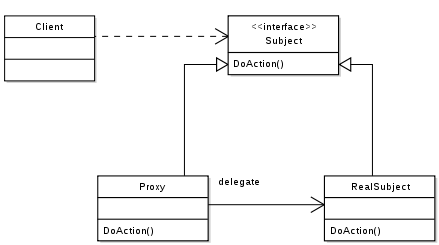 Client
<<interface>>
Subject
DoAction()
Proxy
delegate
RealSubject
DoAction()
DoAction()